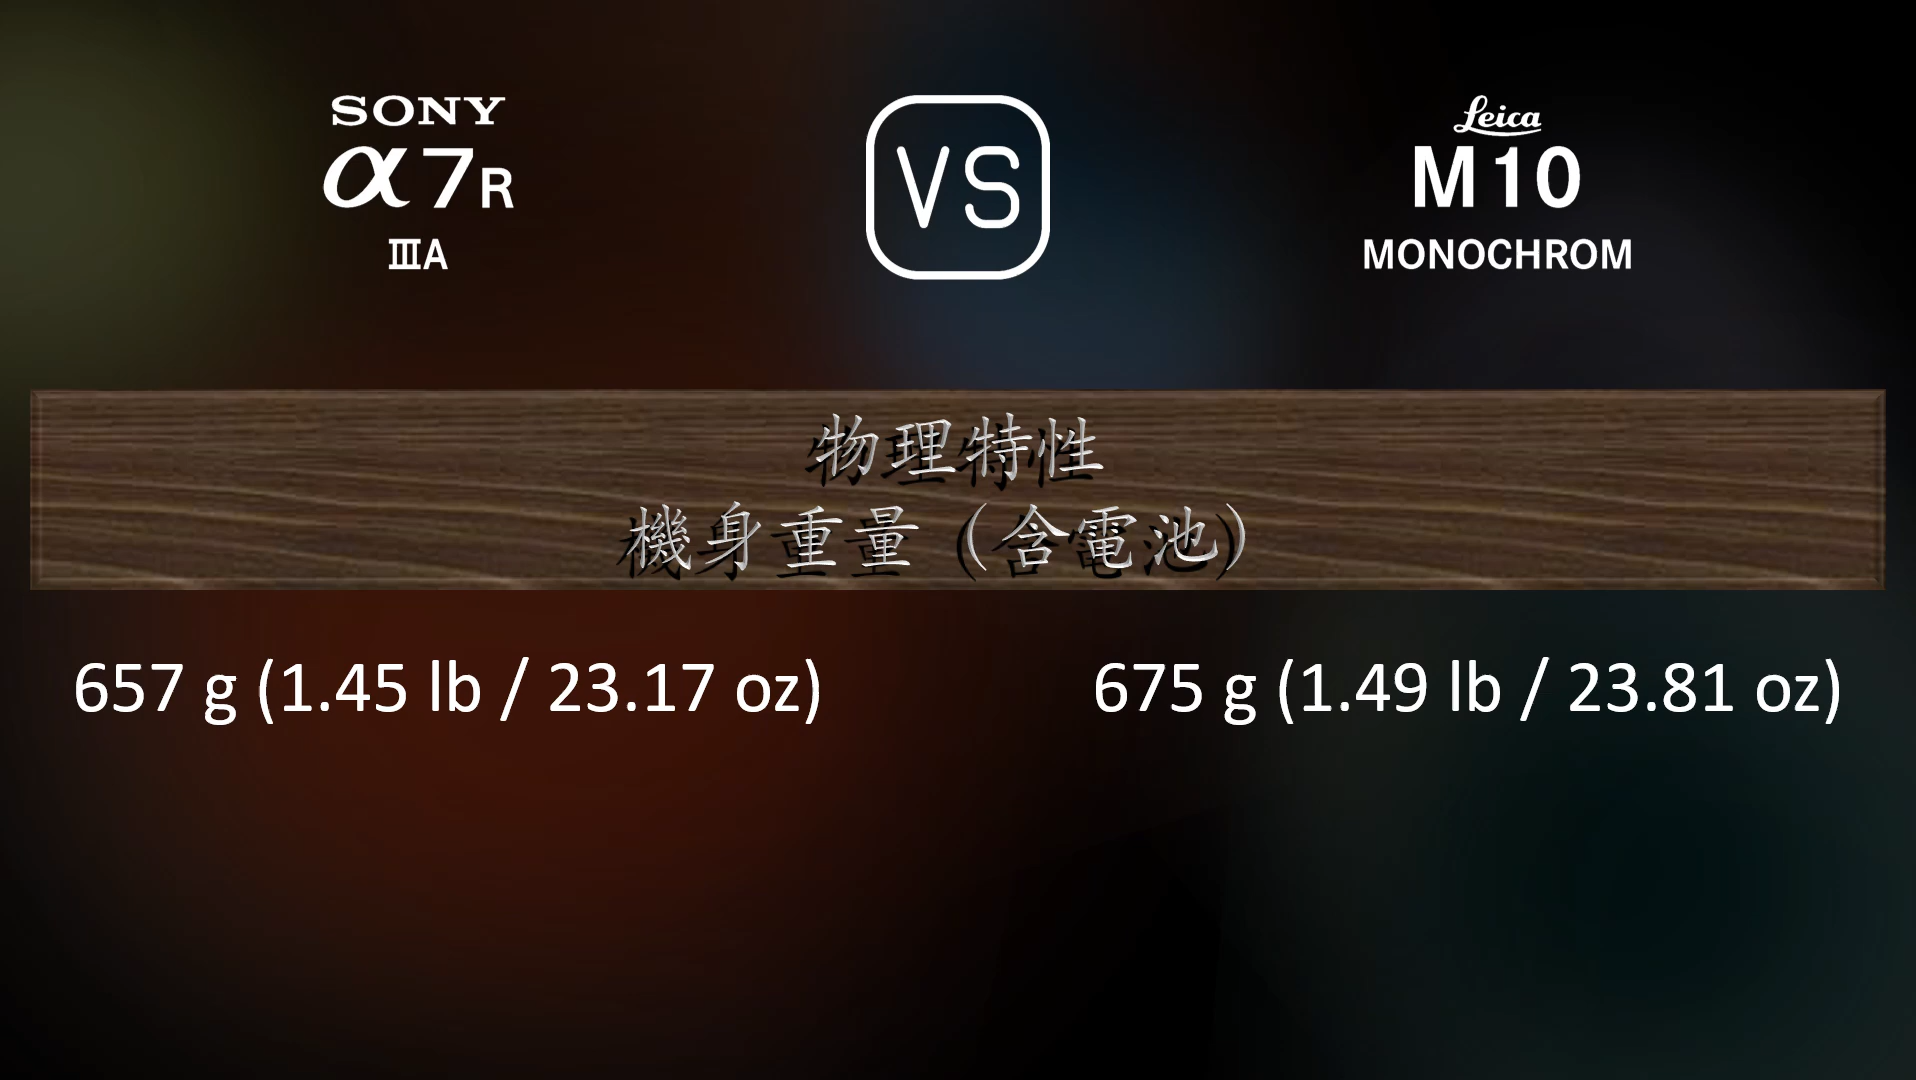 SONY
α7R
ⅢA
VS
Leica
M10
MONOCHROM
物理特性
機身重量（含電池）
657 g (1.45 lb / 23.17 oz)
675 g (1.49 lb / 23.81 oz)